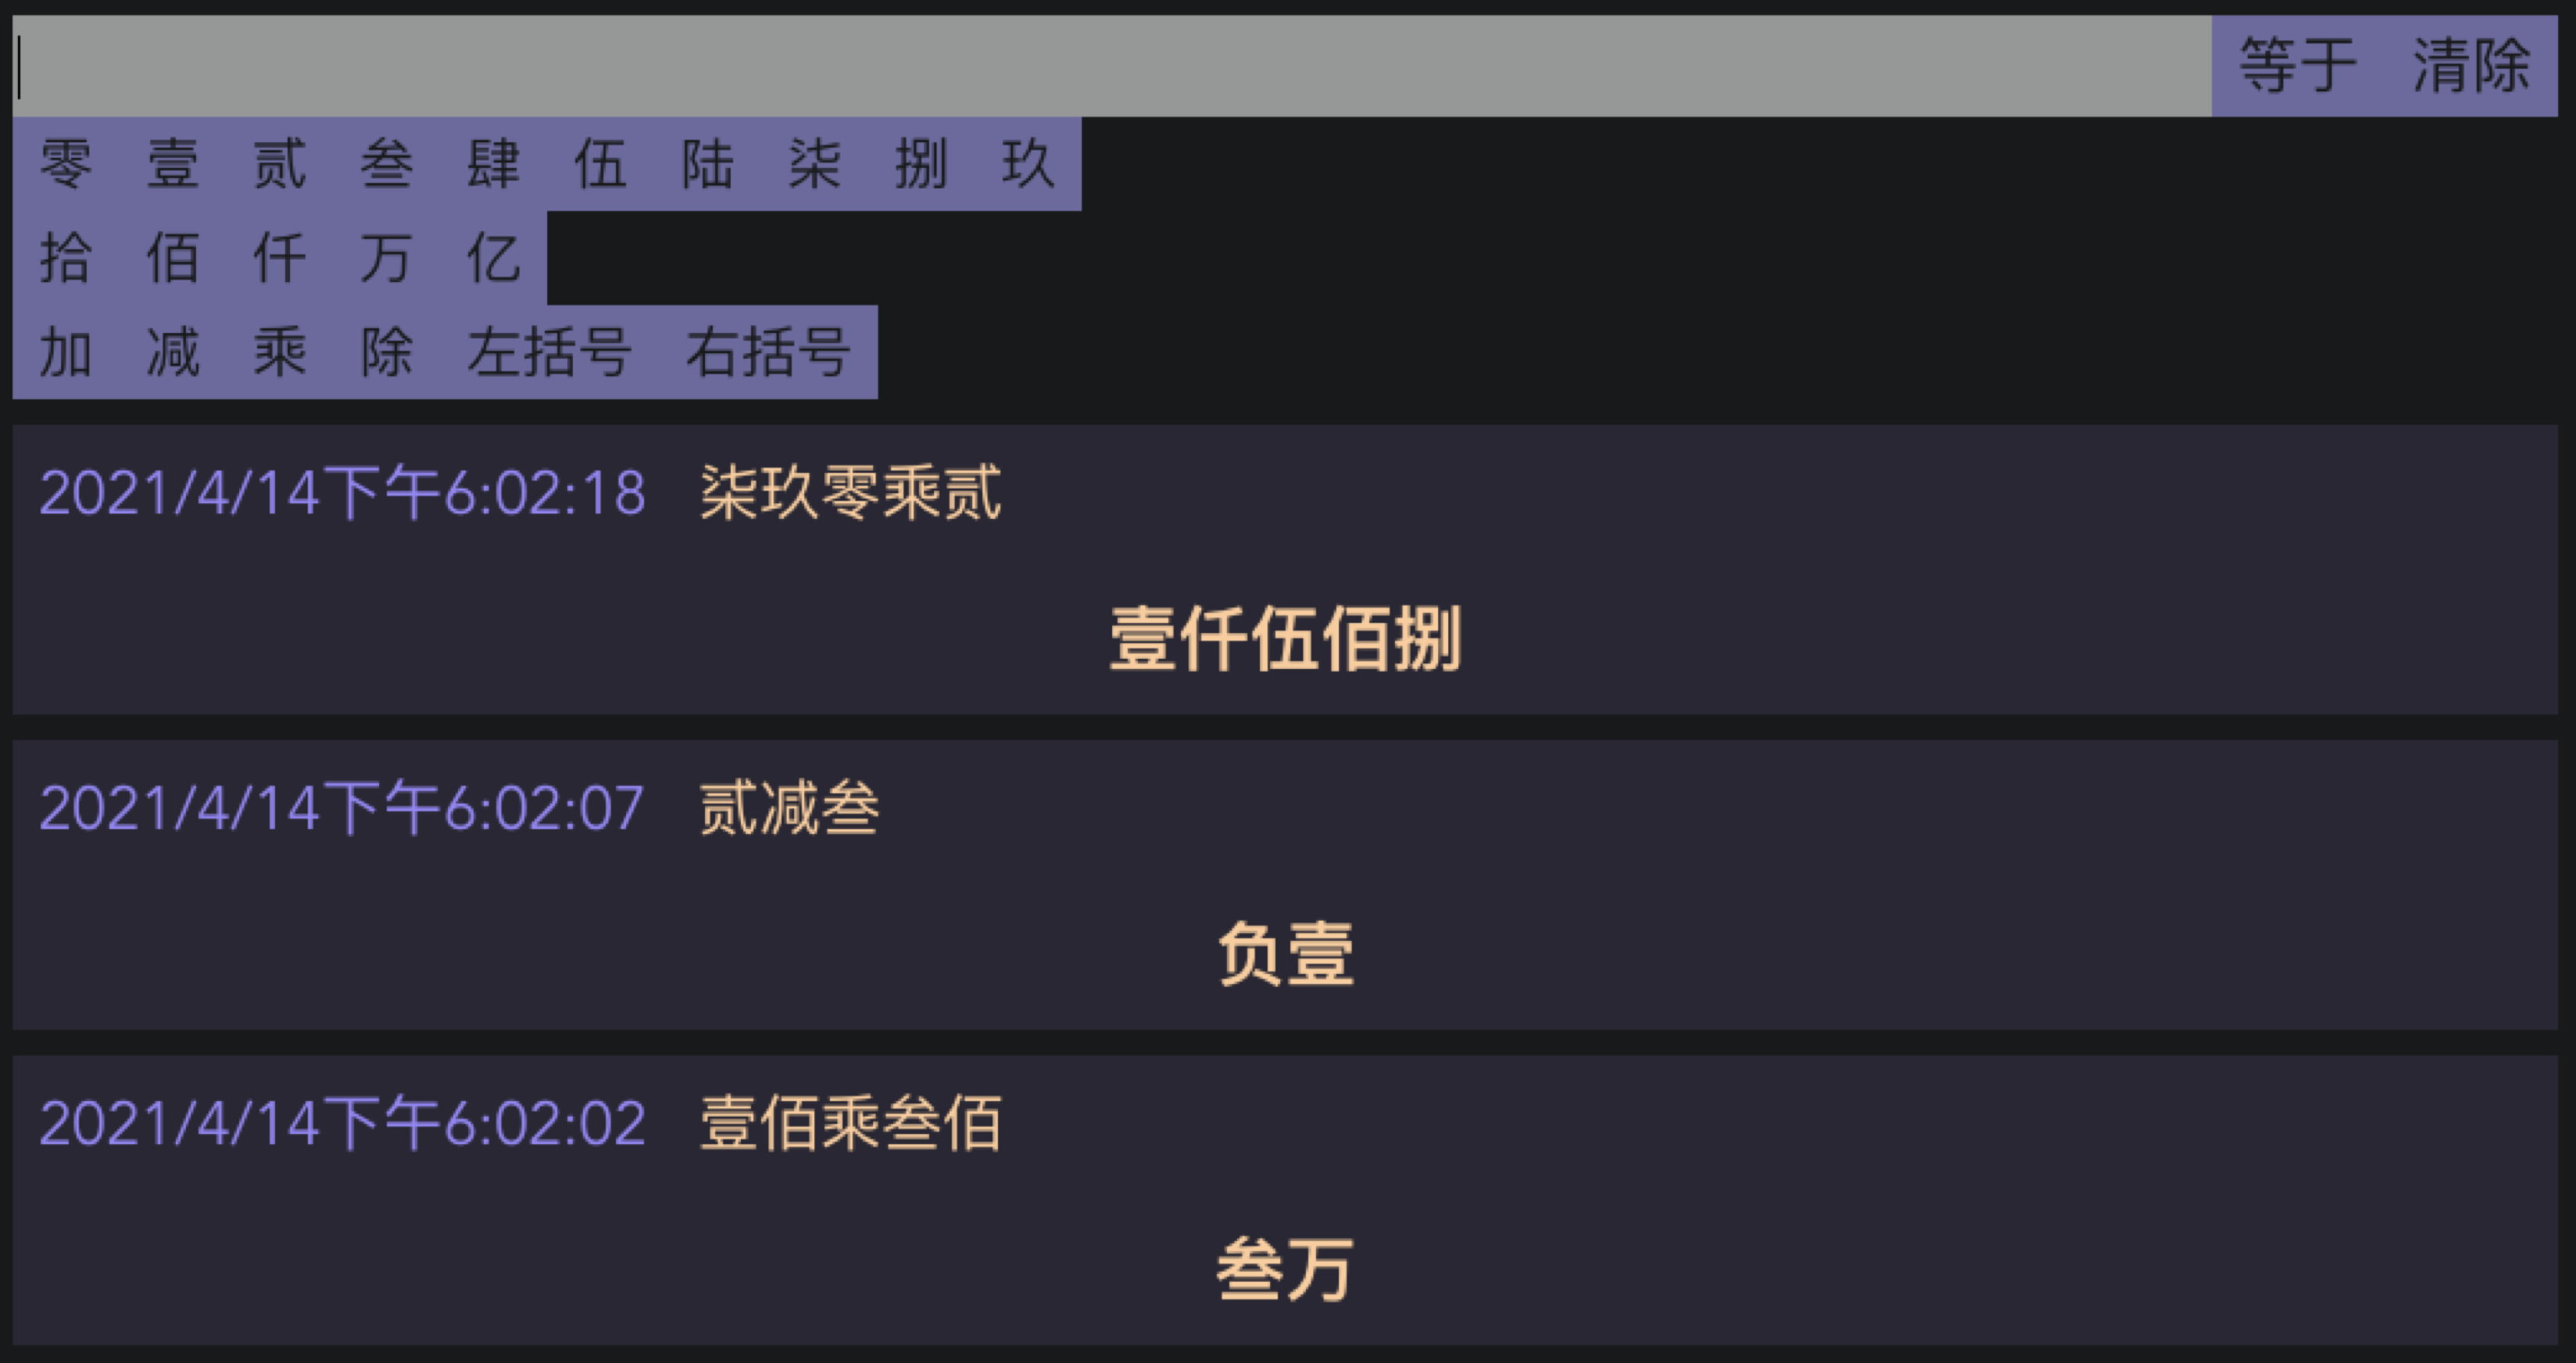 等于 清除
零 壹 贰 叁 肆 伍 陆 柒 捌 玖
拾 佰 仟 万 亿
加 减 乘 除 左括号 右括号
2021/4/14下午6:02:18 柒玖零乘贰
壹仟伍佰捌
2021/4/14下午6:02:07 贰减叁
负壹
2021/4/14下午6:02:02 壹佰乘叁佰
叁万